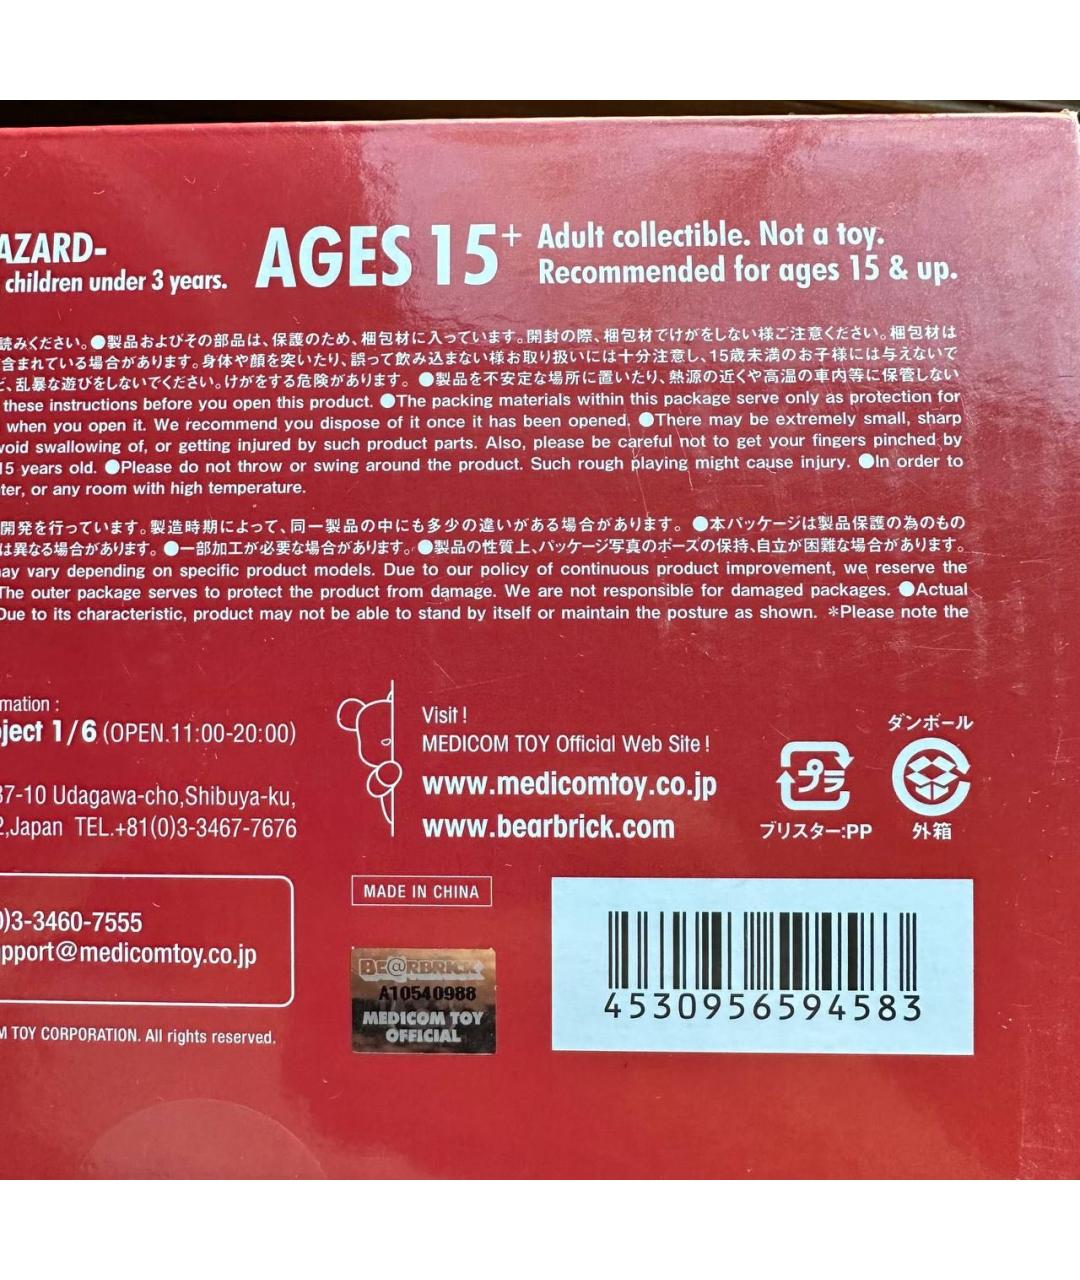 AZARD-
children under 3 years.
AGES 15+
Adult collectible. Not a toy.
Recommended for ages 15 & up.
読みください。●製品およびその部品は、保護のため、梱包材に入っています。開封の際、梱包材でけがをしない様ご注意ください。梱包材は
含まれている場合があります。身体や顔を突いたり、誤って飲み込まない様お取り扱いには十分注意し、15歳未満のお子様には与えないで
ど、乱暴な遊びをしないでください。けがをする危険があります。●製品を不安定な場所に置いたり、熱源の近くや高温の車内等に保管しない
these instructions before you open this product. ●The packing materials within this package serve only as protection for
when you open it. We recommend you dispose of it once it has been opened. ●There may be extremely small, sharp
void swallowing of, or getting injured by such product parts. Also, please be careful not to get your fingers pinched by
15 years old. ●Please do not throw or swing around the product. Such rough playing might cause injury. ●In order to
ter, or any room with high temperature.
開発を行っています。製造時期によって、同一製品の中にも多少の違いがある場合があります。●本パッケージは製品保護の為のもの
は異なる場合があります。●一部加工が必要な場合があります。●製品の性質上、パッケージ写真のポーズの保持、自立が困難な場合があります。
may vary depending on specific product models. Due to our policy of continuous product improvement, we reserve the
The outer package serves to protect the product from damage. We are not responsible for damaged packages. ●Actual
Due to its characteristic, product may not be able to stand by itself or maintain the posture as shown. *Please note the
mation :
ject 1/6 (OPEN.11:00-20:00)
37-10 Udagawa-cho,Shibuya-ku,
2,Japan TEL.+81(0)3-3467-7676
0)3-3460-7555
pport@medicomtoy.co.jp
M TOY CORPORATION. All rights reserved.
Visit !
MEDICOM TOY Official Web Site !
www.medicomtoy.co.jp
www.bearbrick.com
プラ
ブリスター:PP
ダンボール
外箱
MADE IN CHINA
BE@RBRICK
A10540988
MEDICOM TOY
OFFICIAL
4530956594583